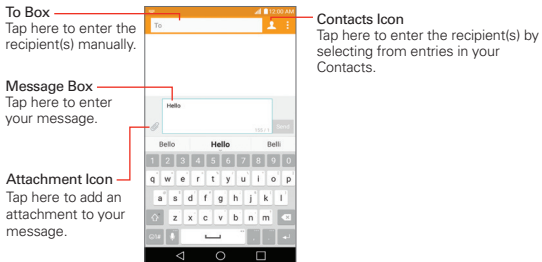 To Box
Tap here to enter the
recipient(s) manually.
Message Box
Tap here to enter
your message.
Attachment Icon
Tap here to add an
attachment to your
message.
12:00 AM
To
Hello
Send
Bello Hello Belli
1 2 3 4 5 6 7 8 9 0
q w e r t y u i o p
a s d f g h j k l
z x c v b n m
Contacts Icon
Tap here to enter the recipient(s) by
selecting from entries in your
Contacts.